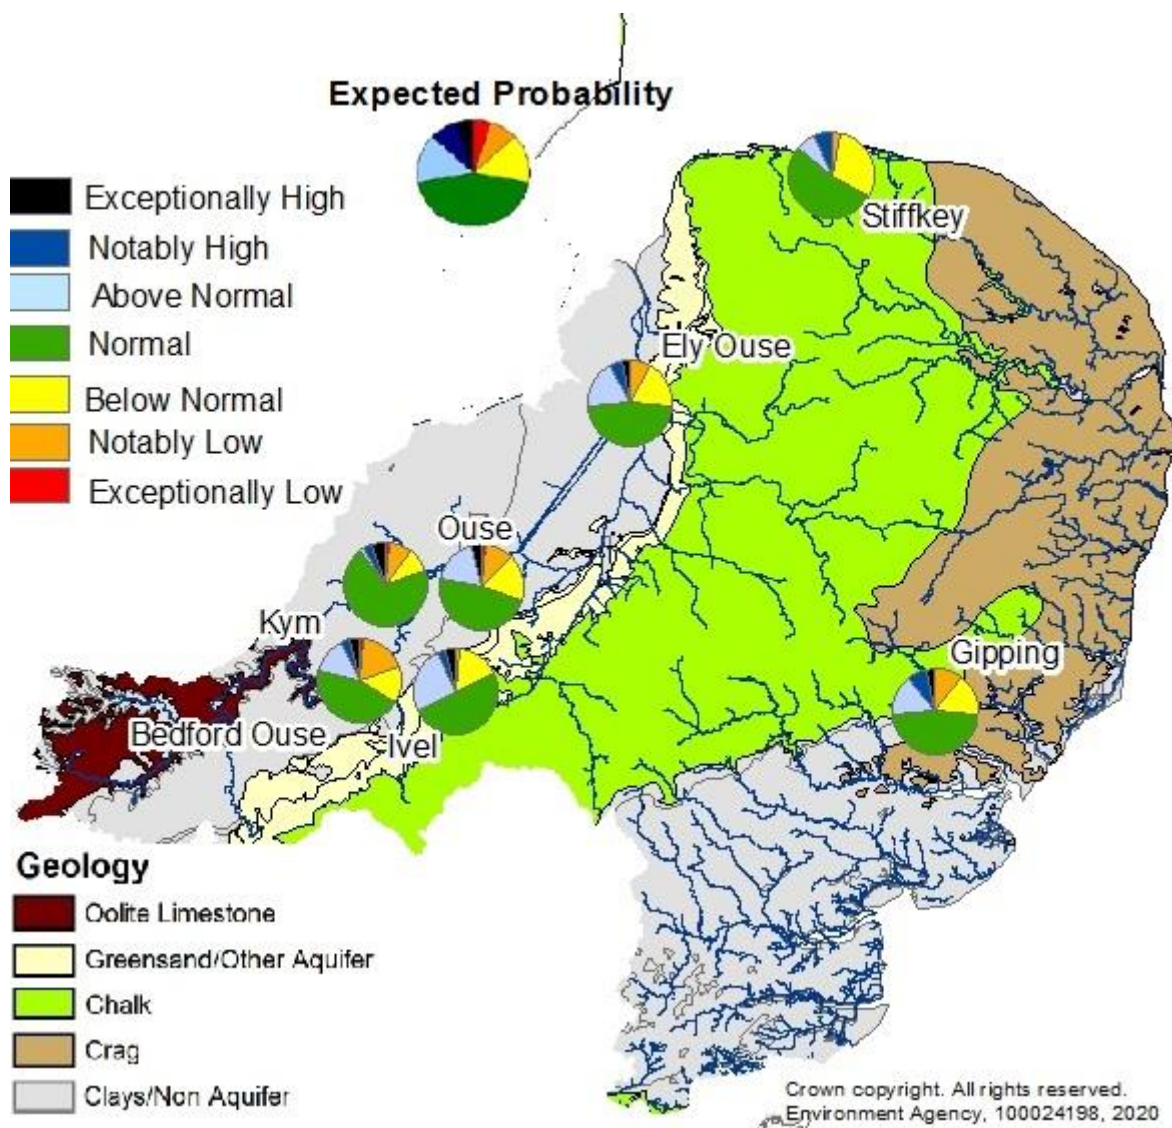 Expected Probability
Exceptionally High
Notably High
Above Normal
Normal
Below Normal
Notably Low
Exceptionally Low
Stiffkey
Ely Ouse
Ouse
Kym
Gipping
Bedford Ouse
Ivel
Geology
Oolite Limestone
Greensand/Other Aquifer
Chalk
Crag
Clays/Non Aquifer
Crown copyright. All rights reserved.
Environment Agency, 100024198, 2020